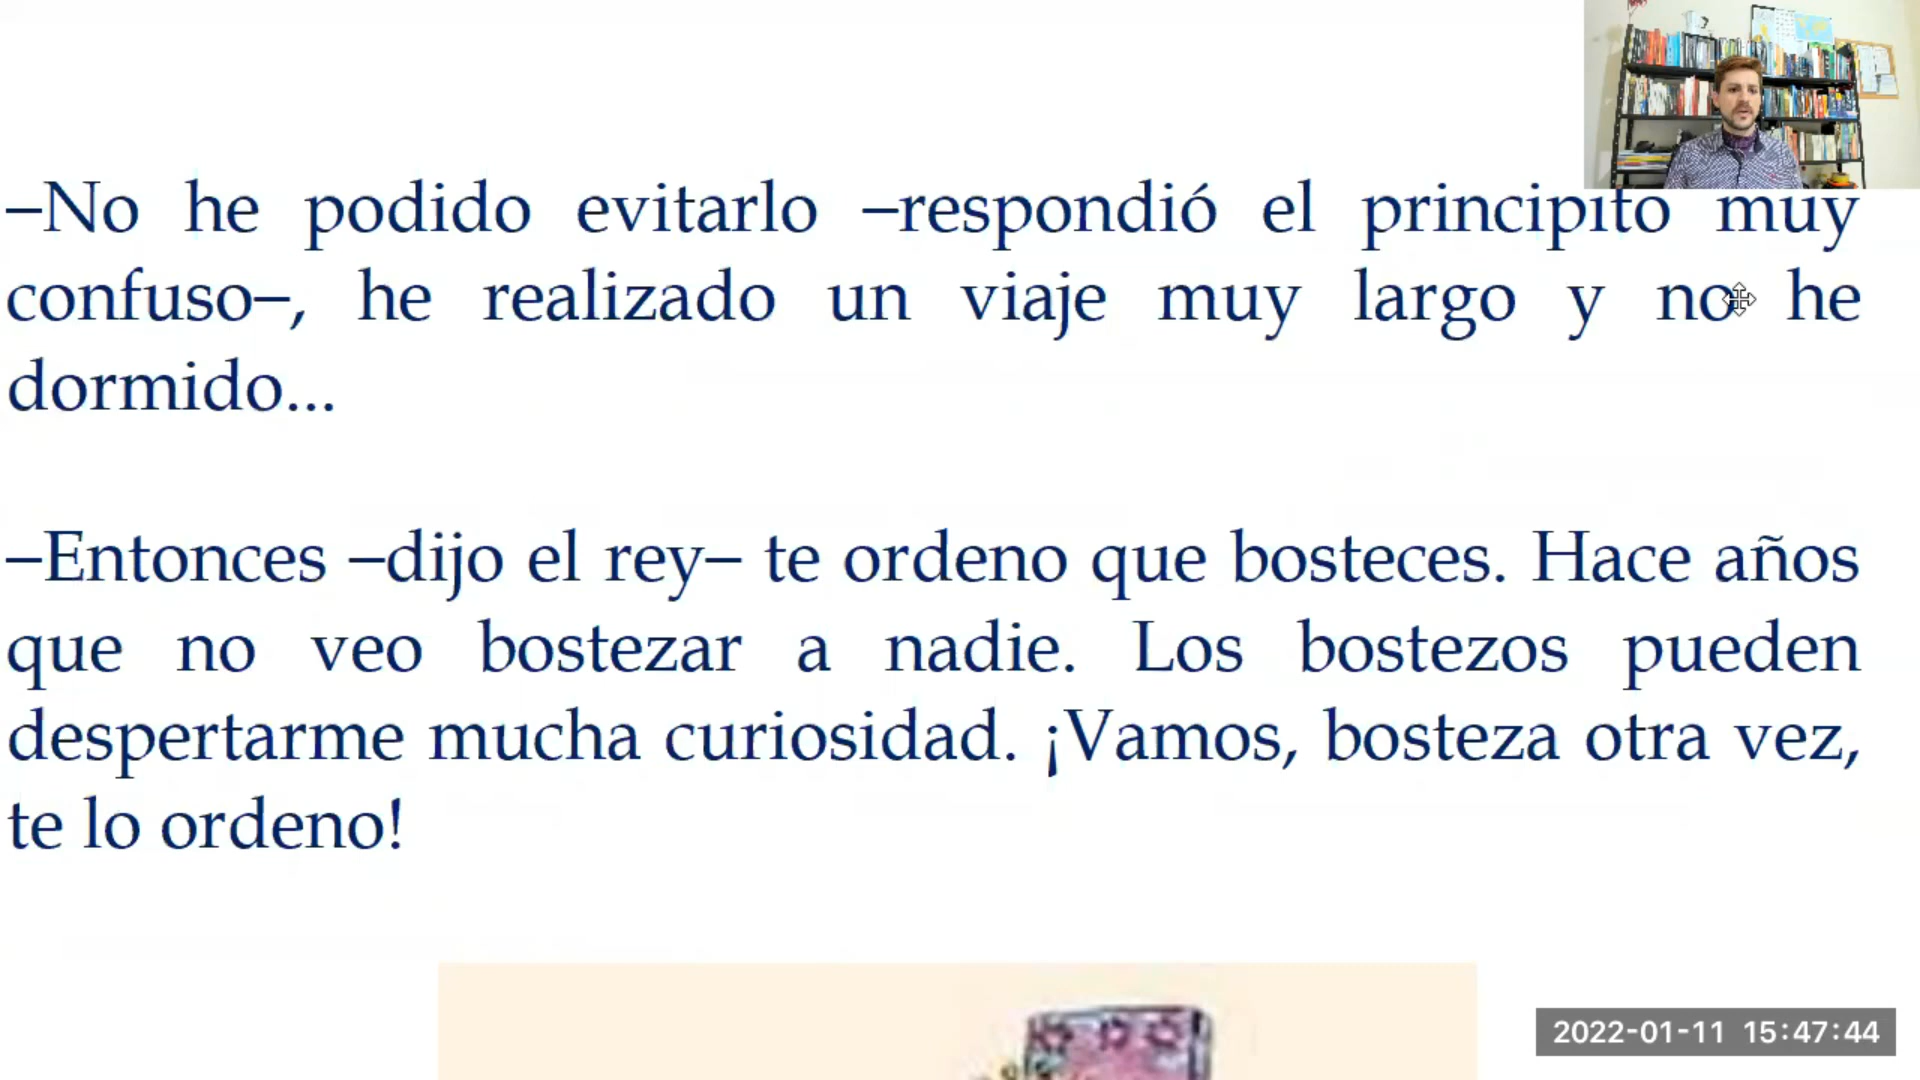 –No he podido evitarlo –respondió el principito muy
confuso–, he realizado un viaje muy largo y no he
dormido...
–Entonces –dijo el rey– te ordeno que bosteces. Hace años
que no veo bostezar a nadie. Los bostezos pueden
despertarme mucha curiosidad. ¡Vamos, bosteza otra vez,
te lo ordeno!
2022-01-11 15:47:44